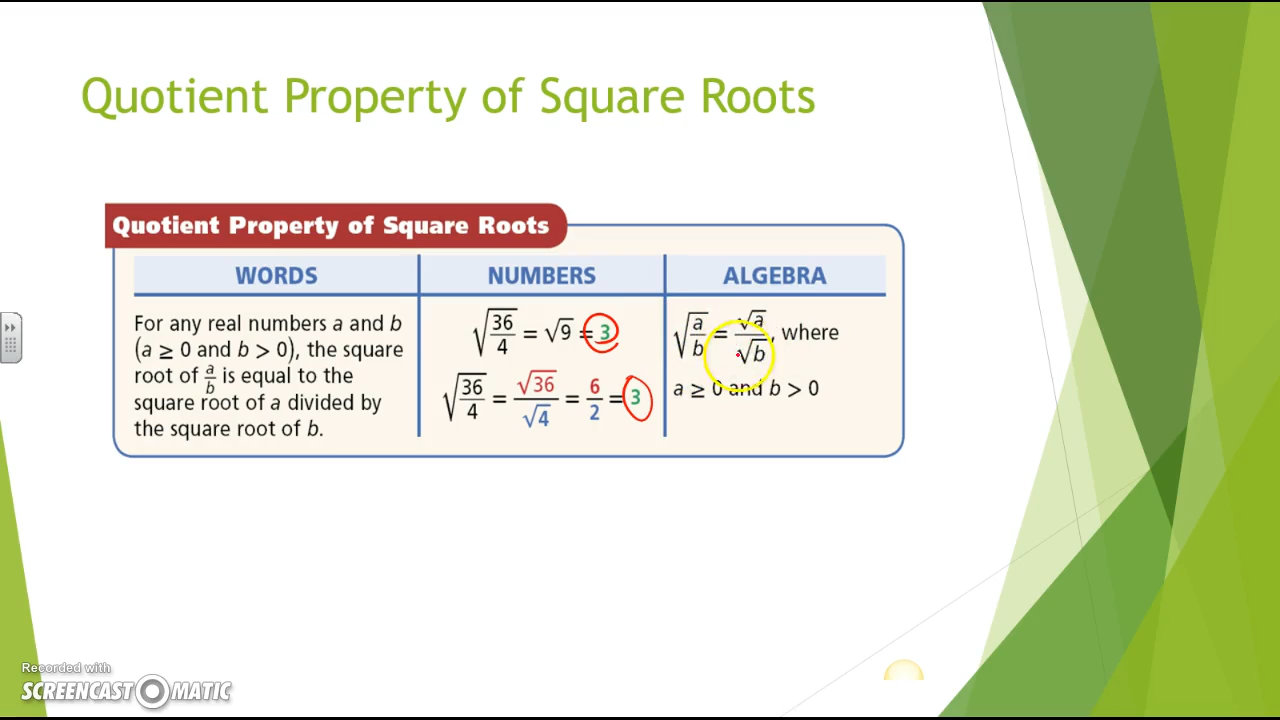 Quotient Property of Square Roots
Quotient Property of Square Roots
WORDS
For any real numbers a and b
(a ≥ 0 and b > 0), the square
root of a/b is equal to the
square root of a divided by
the square root of b.
NUMBERS
√(36/4) = √9 = 3
√(36/4) = √36/√4 = 6/2 = 3
ALGEBRA
√(a/b) = √a/√b, where
a ≥ 0 and b > 0
Recorded with
SCREENCAST-O-MATIC